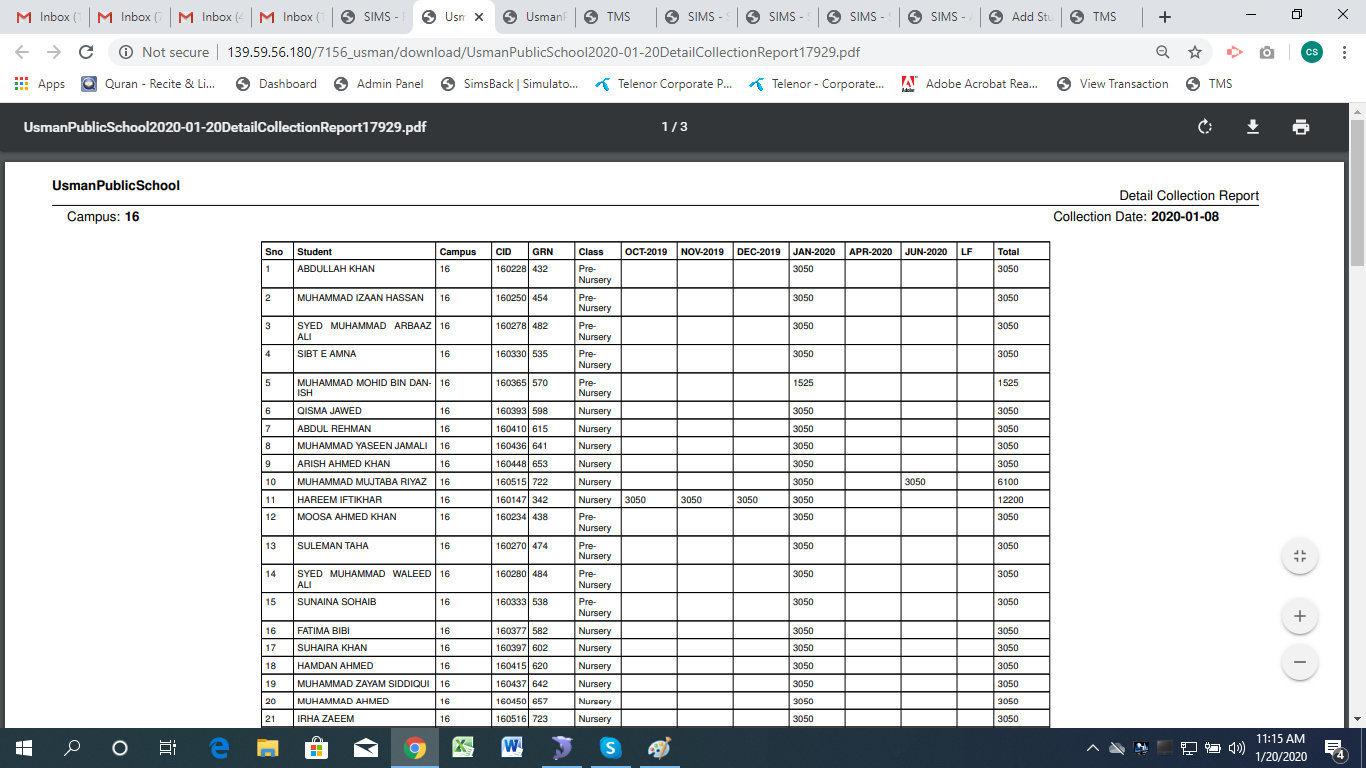 Inbox (1
Inbox (7
Inbox (4
Inbox (1
SIMS -
Usn
UsmanP
TMS
SIMS -
SIMS -
SIMS -
SIMS -
Add Stu
TMS
Not secure | 139.59.56.180/7156_usman/download/UsmanPublicSchool2020-01-20DetailCollectionReport17929.pdf
CS
Apps Quran - Recite & Li... Dashboard Admin Panel SimsBack | Simulato... Telenor Corporate P... Telenor - Corporate... Adobe Acrobat Rea... View Transaction TMS
UsmanPublicSchool2020-01-20DetailCollectionReport17929.pdf 1 / 3
UsmanPublicSchool
Detail Collection Report
Campus: 16 Collection Date: 2020-01-08
Sno Student Campus CID GRN Class OCT-2019 NOV-2019 DEC-2019 JAN-2020 APR-2020 JUN-2020 LF Total
1 ABDULLAH KHAN 16 160228 432 Pre- 3050 3050
Nursery
2 MUHAMMAD IZAAN HASSAN 16 160250 454 Pre- 3050 3050
Nursery
3 SYED MUHAMMAD ARBAAZ 16 160278 482 Pre- 3050 3050
ALI Nursery
4 SIBT E AMNA 16 160330 535 Pre- 3050 3050
Nursery
5 MUHAMMAD MOHID BIN DAN- 16 160365 570 Pre- 1525 1525
ISH Nursery
6 QISMA JAWED 16 160393 598 Nursery 3050 3050
7 ABDUL REHMAN 16 160410 615 Nursery 3050 3050
8 MUHAMMAD YASEEN JAMALI 16 160436 641 Nursery 3050 3050
9 ARISH AHMED KHAN 16 160448 653 Nursery 3050 3050
10 MUHAMMAD MUJTABA RIYAZ 16 160515 722 Nursery 3050 3050 6100
11 HAREEM IFTIKHAR 16 160147 342 Nursery 3050 3050 3050 3050 12200
12 MOOSA AHMED KHAN 16 160234 438 Pre- 3050 3050
Nursery
13 SULEMAN TAHA 16 160270 474 Pre- 3050 3050
Nursery
14 SYED MUHAMMAD WALEED 16 160280 484 Pre- 3050 3050
ALI Nursery
15 SUNAINA SOHAIB 16 160333 538 Pre- 3050 3050
Nursery
16 FATIMA BIBI 16 160377 582 Nursery 3050 3050
17 SUHAIRA KHAN 16 160397 602 Nursery 3050 3050
18 HAMDAN AHMED 16 160415 620 Nursery 3050 3050
19 MUHAMMAD ZAYAM SIDDIQUI 16 160437 642 Nursery 3050 3050
20 MUHAMMAD AHMED 16 160450 657 Nursery 3050 3050
21 IRHA ZAEEM 16 160516 723 Nursery 3050 3050
11:15 AM
1/20/2020
4